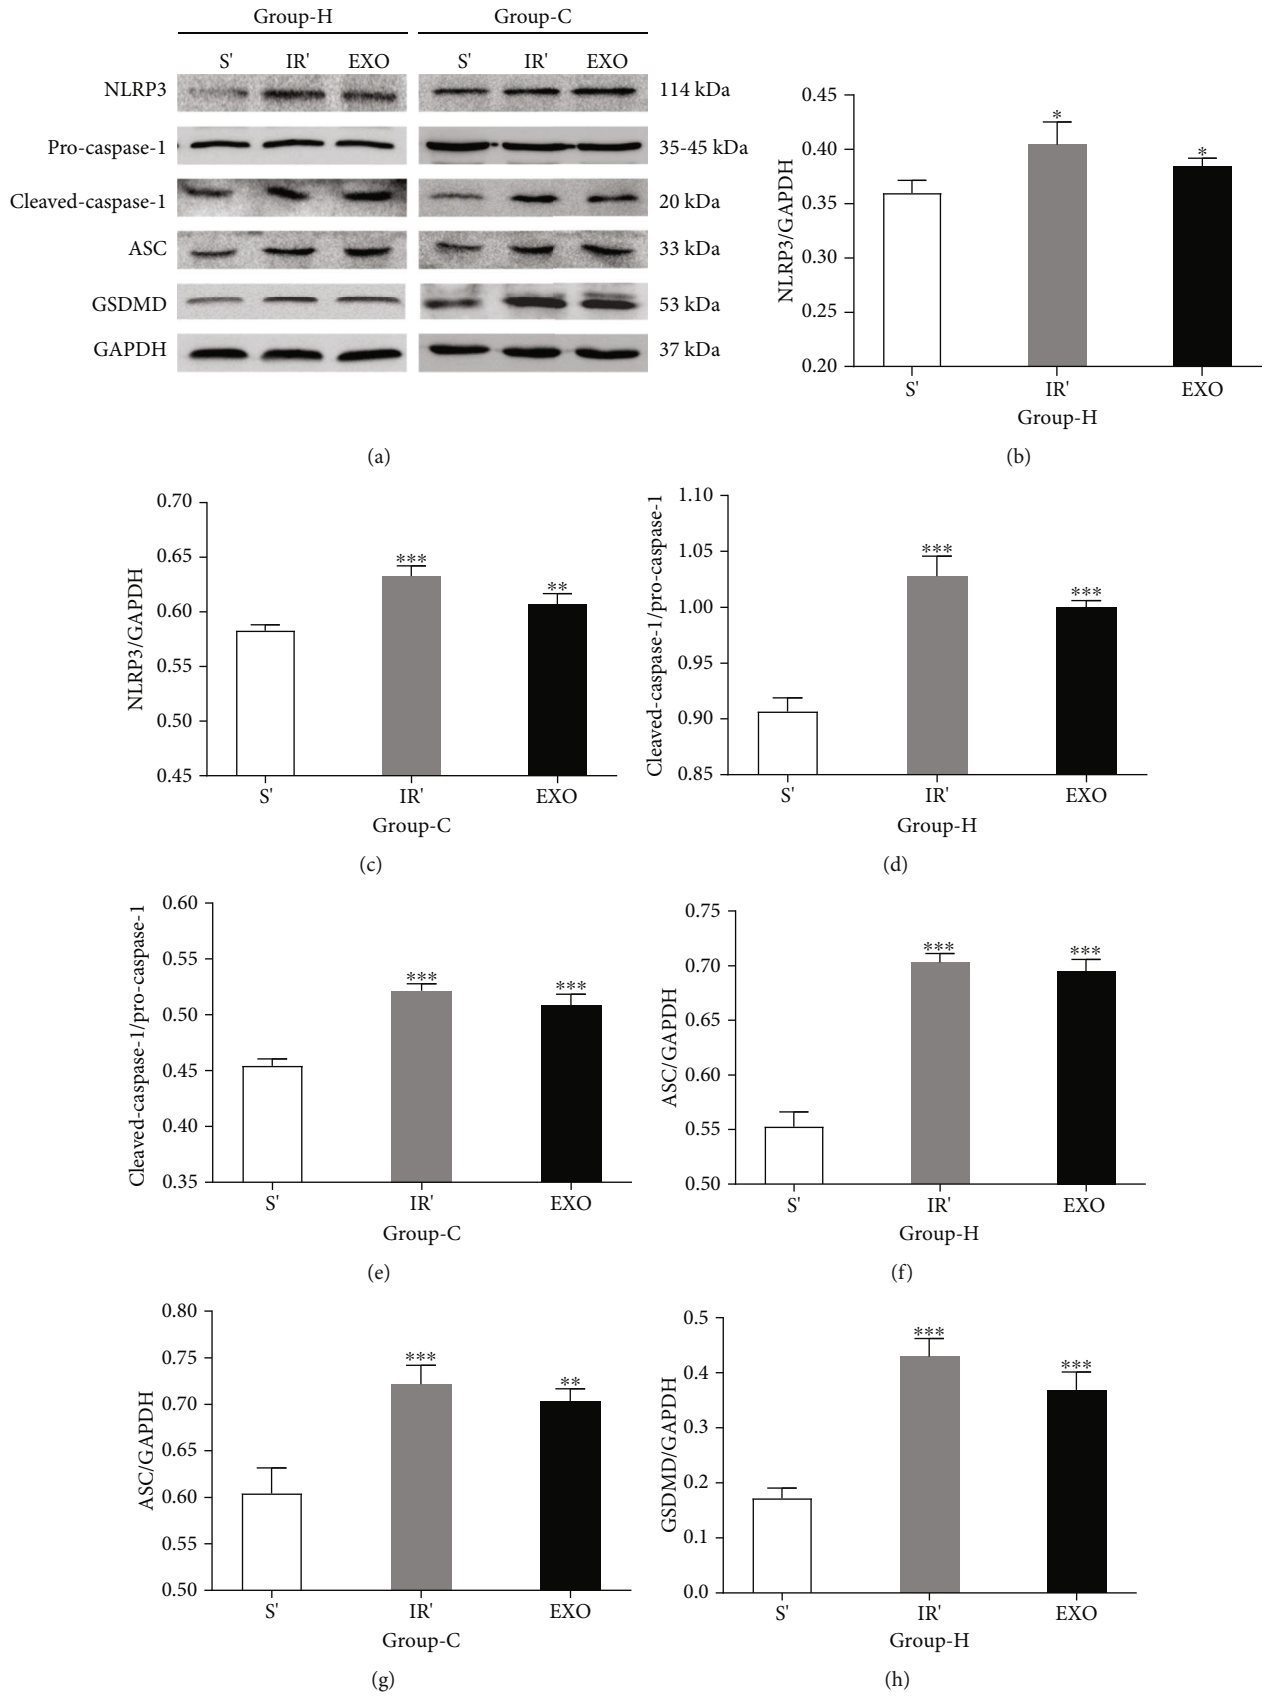 Group-H Group-C
S' IR' EXO S' IR' EXO
NLRP3 114 kDa
Pro-caspase-1 35-45 kDa
Cleaved-caspase-1 20 kDa
ASC 33 kDa
GSDMD 53 kDa
GAPDH 37 kDa
(a)
NLRP3/GAPDH
0.45
0.40
0.35
0.30
0.25
0.20
*
*
S' IR' EXO
Group-H
(b)
NLRP3/GAPDH
0.70
0.65
0.60
0.55
0.50
0.45
***
**
S' IR' EXO
Group-C
(c)
Cleaved-caspase-1/pro-caspase-1
1.10
1.05
1.00
0.95
0.90
0.85
***
***
S' IR' EXO
Group-H
(d)
Cleaved-caspase-1/pro-caspase-1
0.60
0.55
0.50
0.45
0.40
0.35
***
***
S' IR' EXO
Group-C
(e)
ASC/GAPDH
0.75
0.70
0.65
0.60
0.55
0.50
***
***
S' IR' EXO
Group-H
(f)
ASC/GAPDH
0.80
0.75
0.70
0.65
0.60
0.55
0.50
***
**
S' IR' EXO
Group-C
(g)
GSDMD/GAPDH
0.5
0.4
0.3
0.2
0.1
0.0
***
***
S' IR' EXO
Group-H
(h)